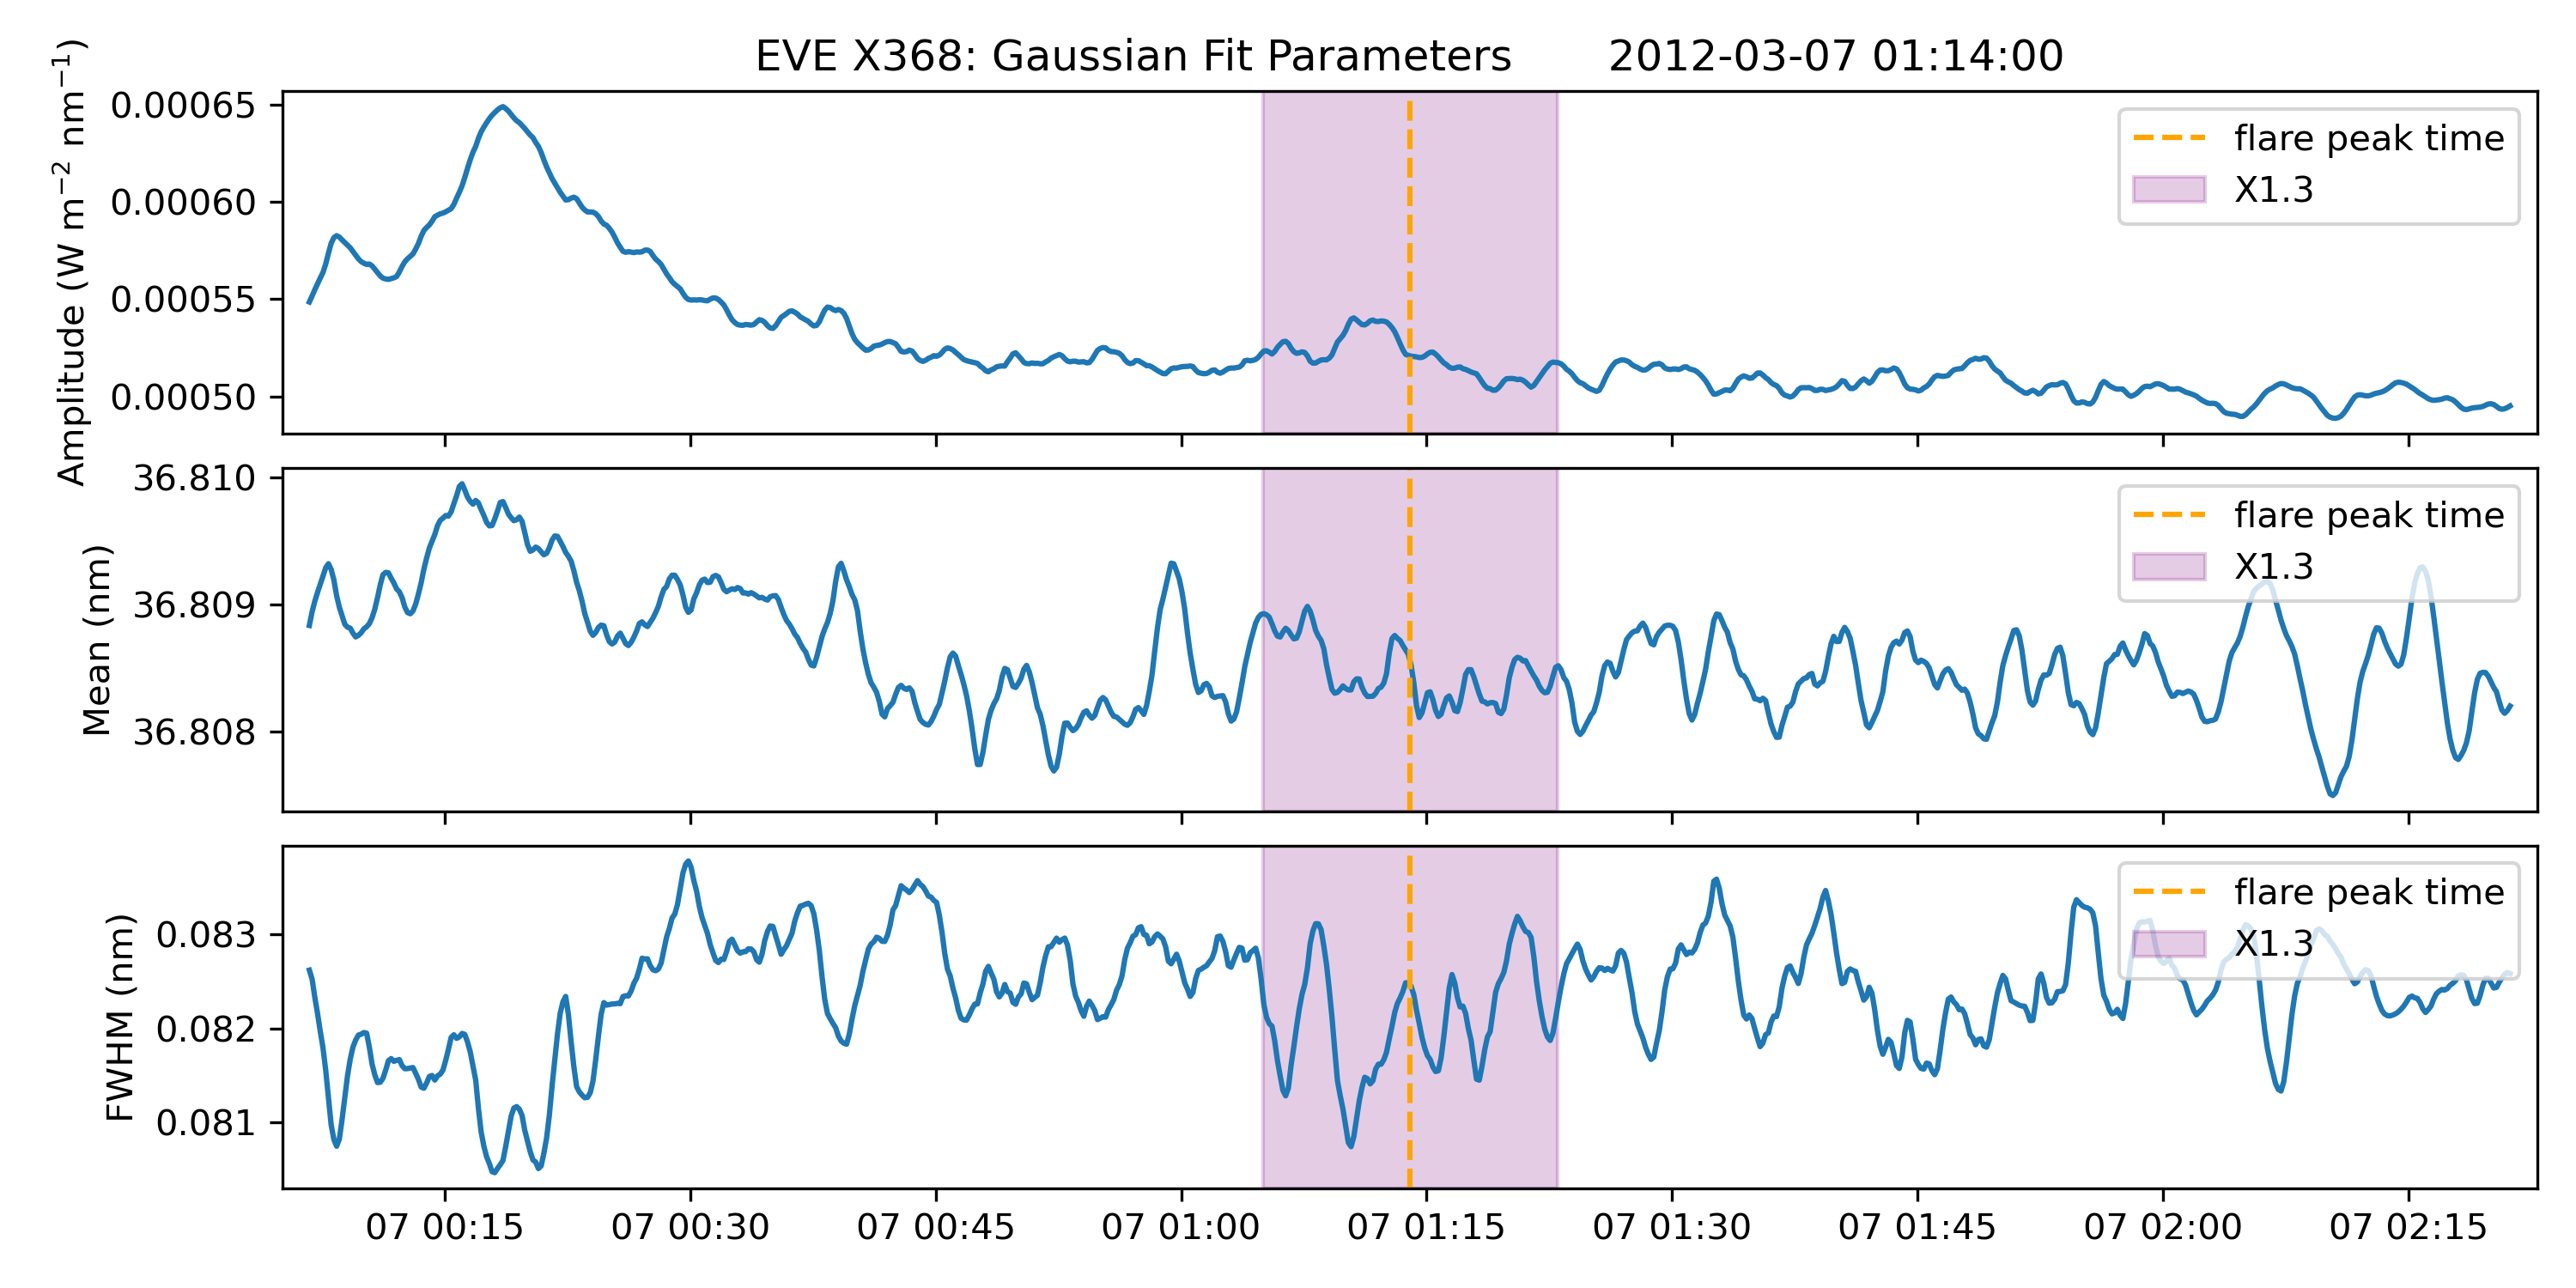 EVE X368: Gaussian Fit Parameters 2012-03-07 01:14:00
Amplitude (W m⁻² nm⁻¹)
0.00065
0.00060
0.00055
0.00050
flare peak time
X1.3
Mean (nm)
36.810
36.809
36.808
flare peak time
X1.3
FWHM (nm)
0.083
0.082
0.081
flare peak time
X1.3
07 00:15 07 00:30 07 00:45 07 01:00 07 01:15 07 01:30 07 01:45 07 02:00 07 02:15